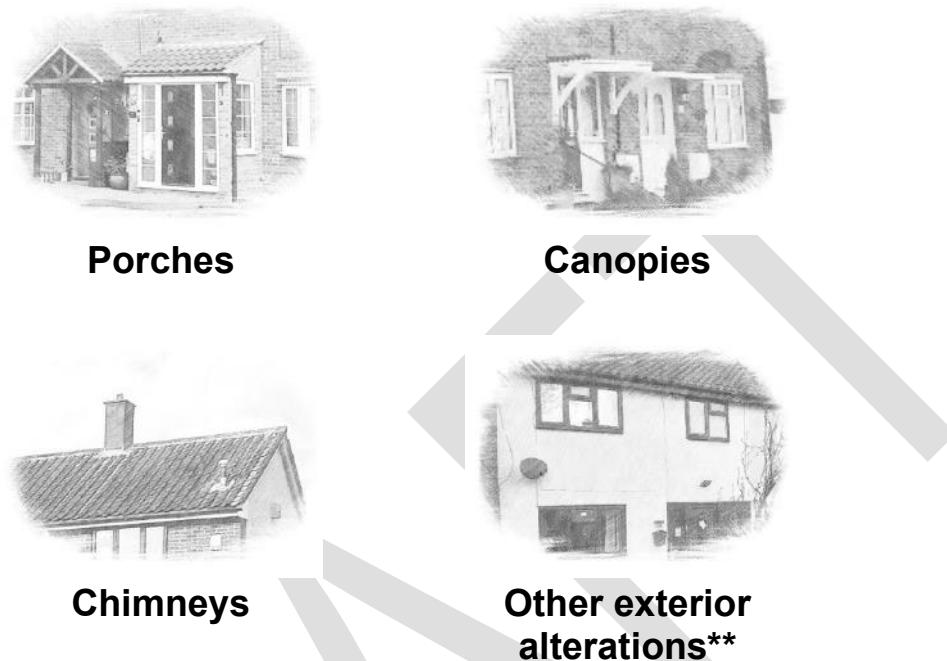 Porches
Canopies
Chimneys
Other exterior
alterations**